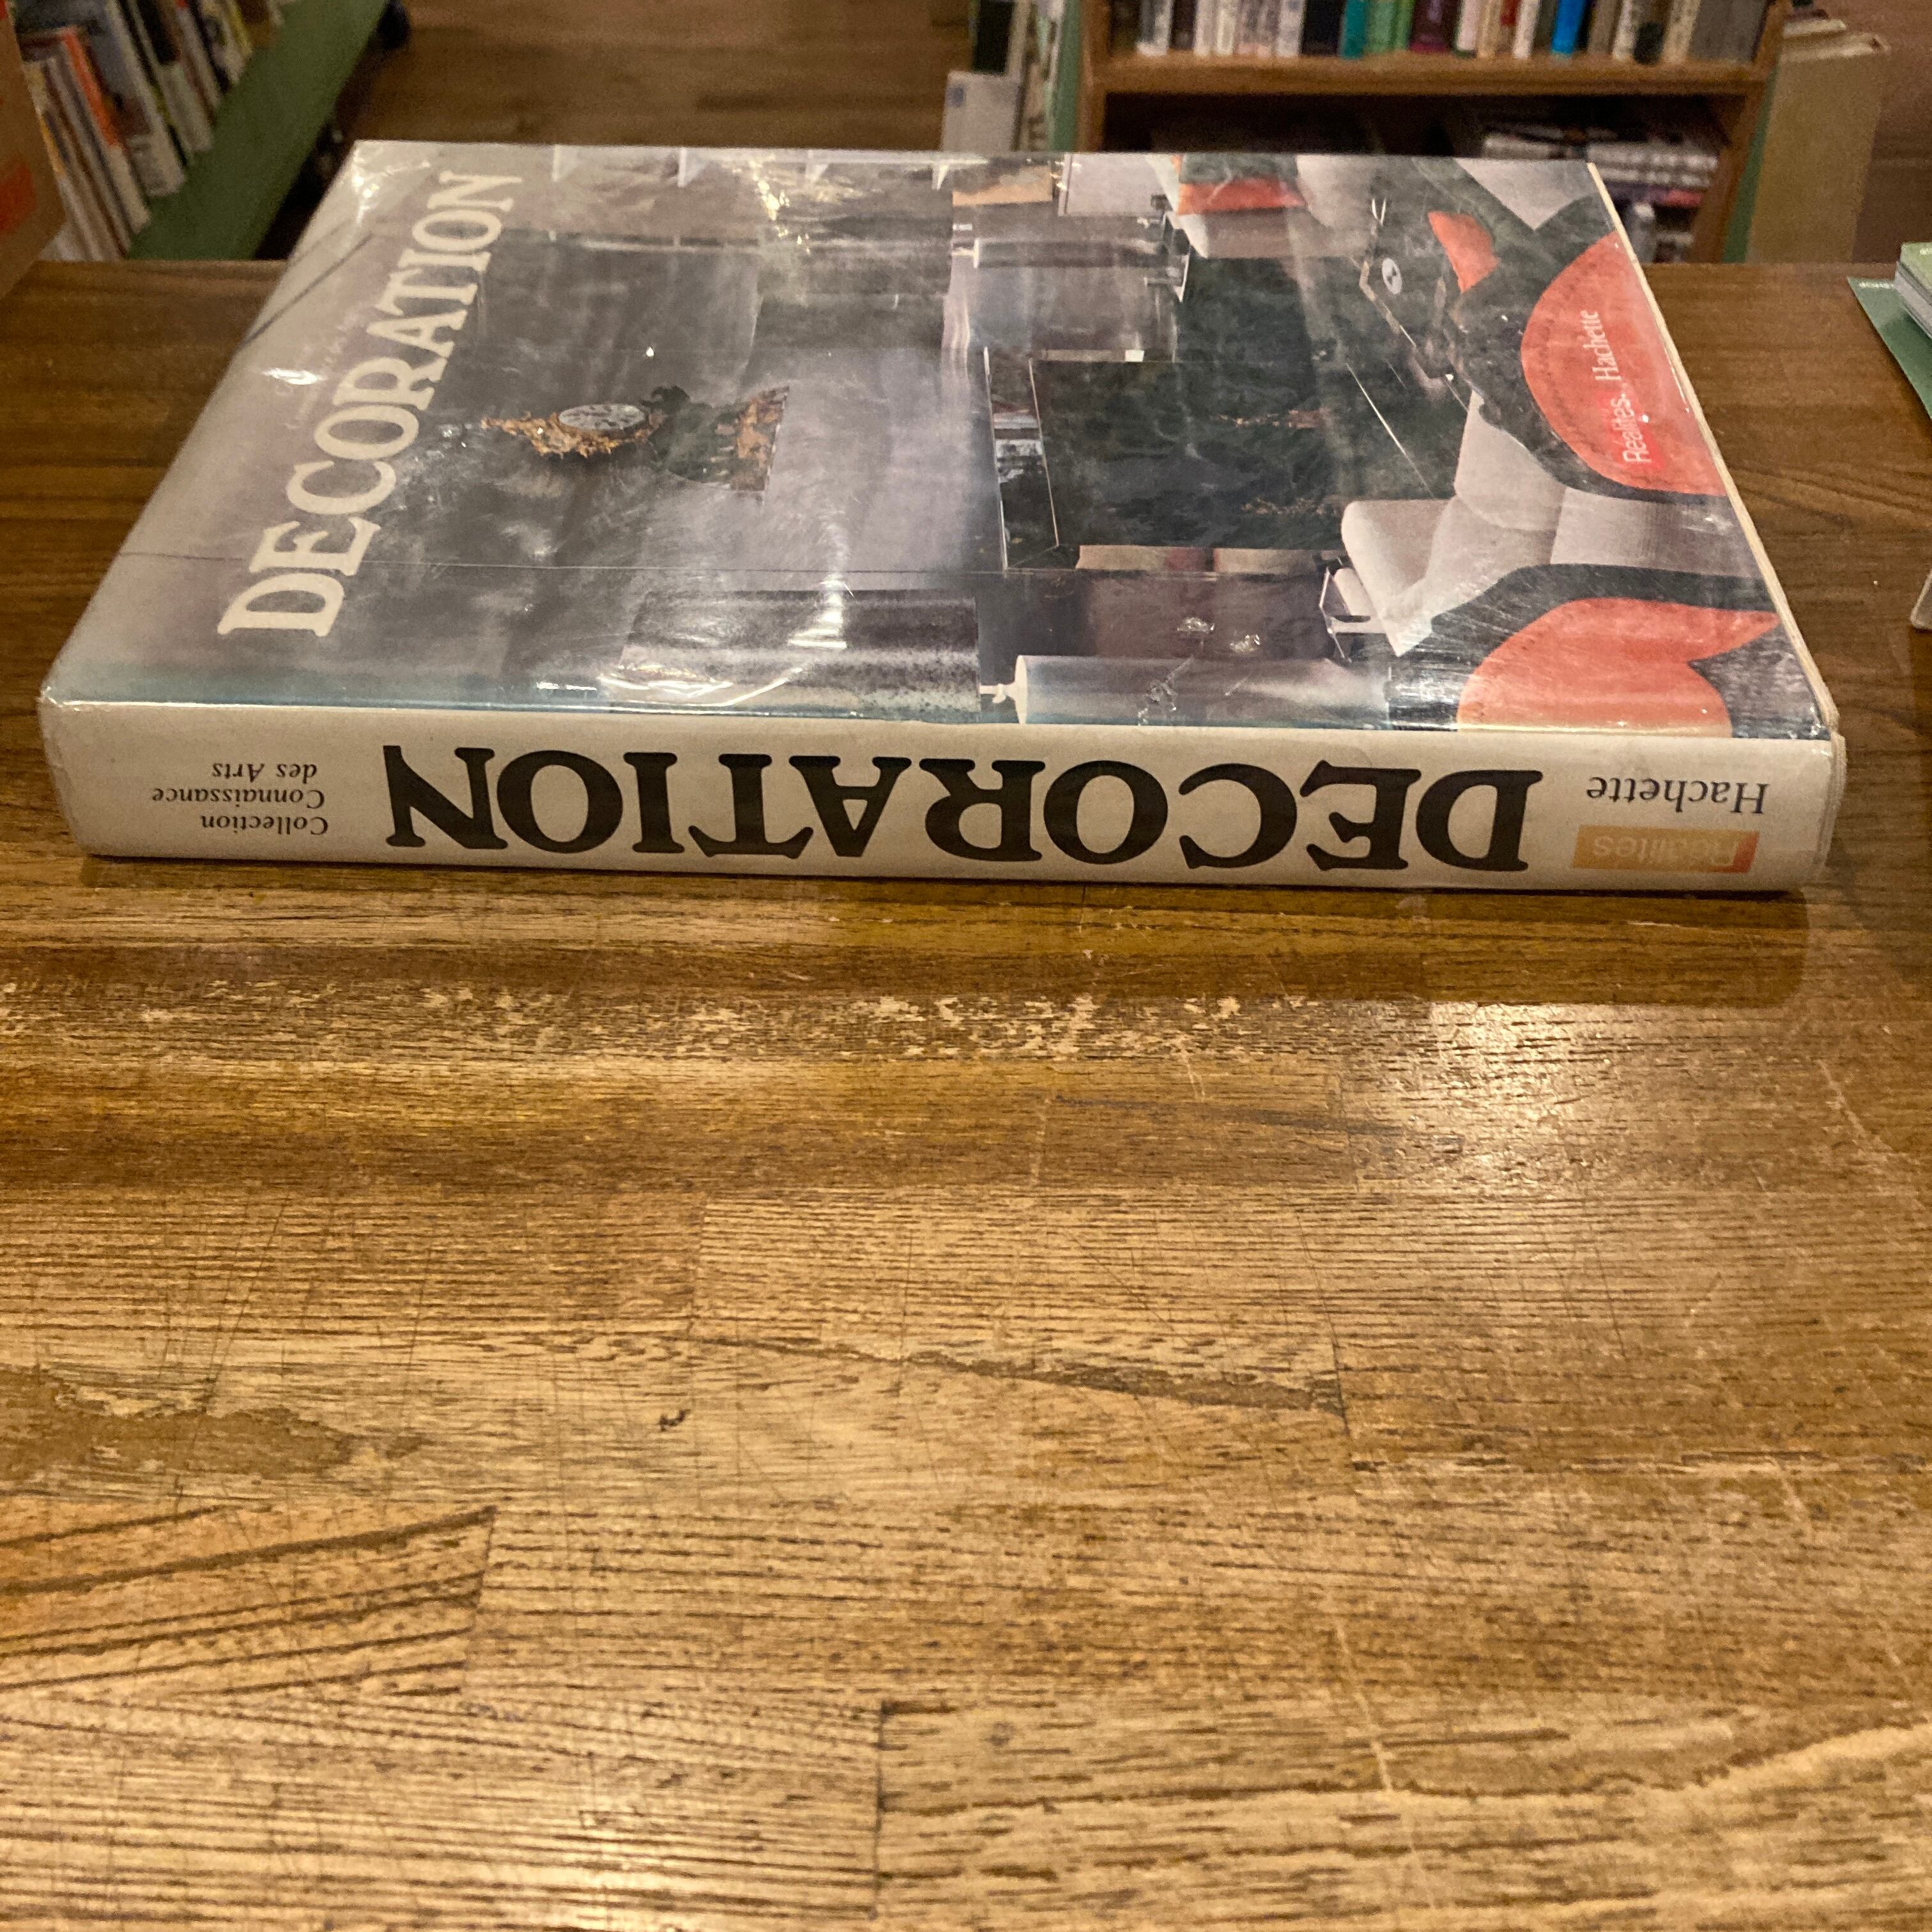 DECORATION
Réalités Hachette
Collection
Connaissance
des Arts
DECORATION
Hachette
Réalités